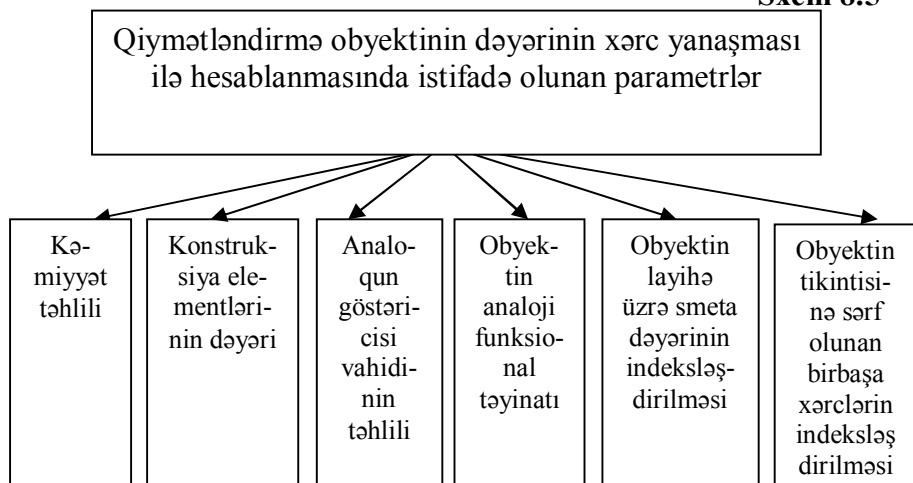 Sxem 8.5
Qiymətləndirmə obyektinin dəyərinin xərc yanaşması
ilə hesablanmasında istifadə olunan parametrlər
Kə-
miyyət
təhlili
Konstruk-
siya ele-
mentləri-
nin dəyəri
Analo-
qun
göstəri-
cisi
vahidi-
nin
təhlili
Obyek-
tin
analoji
funksio-
nal
təyinatı
Obyektin
layihə
üzrə smeta
dəyərinin
indeksləş-
dirilməsi
Obyektin
tikintisi-
nə sərf
olunan
birbaşa
xərclərin
indeksləş
dirilməsi